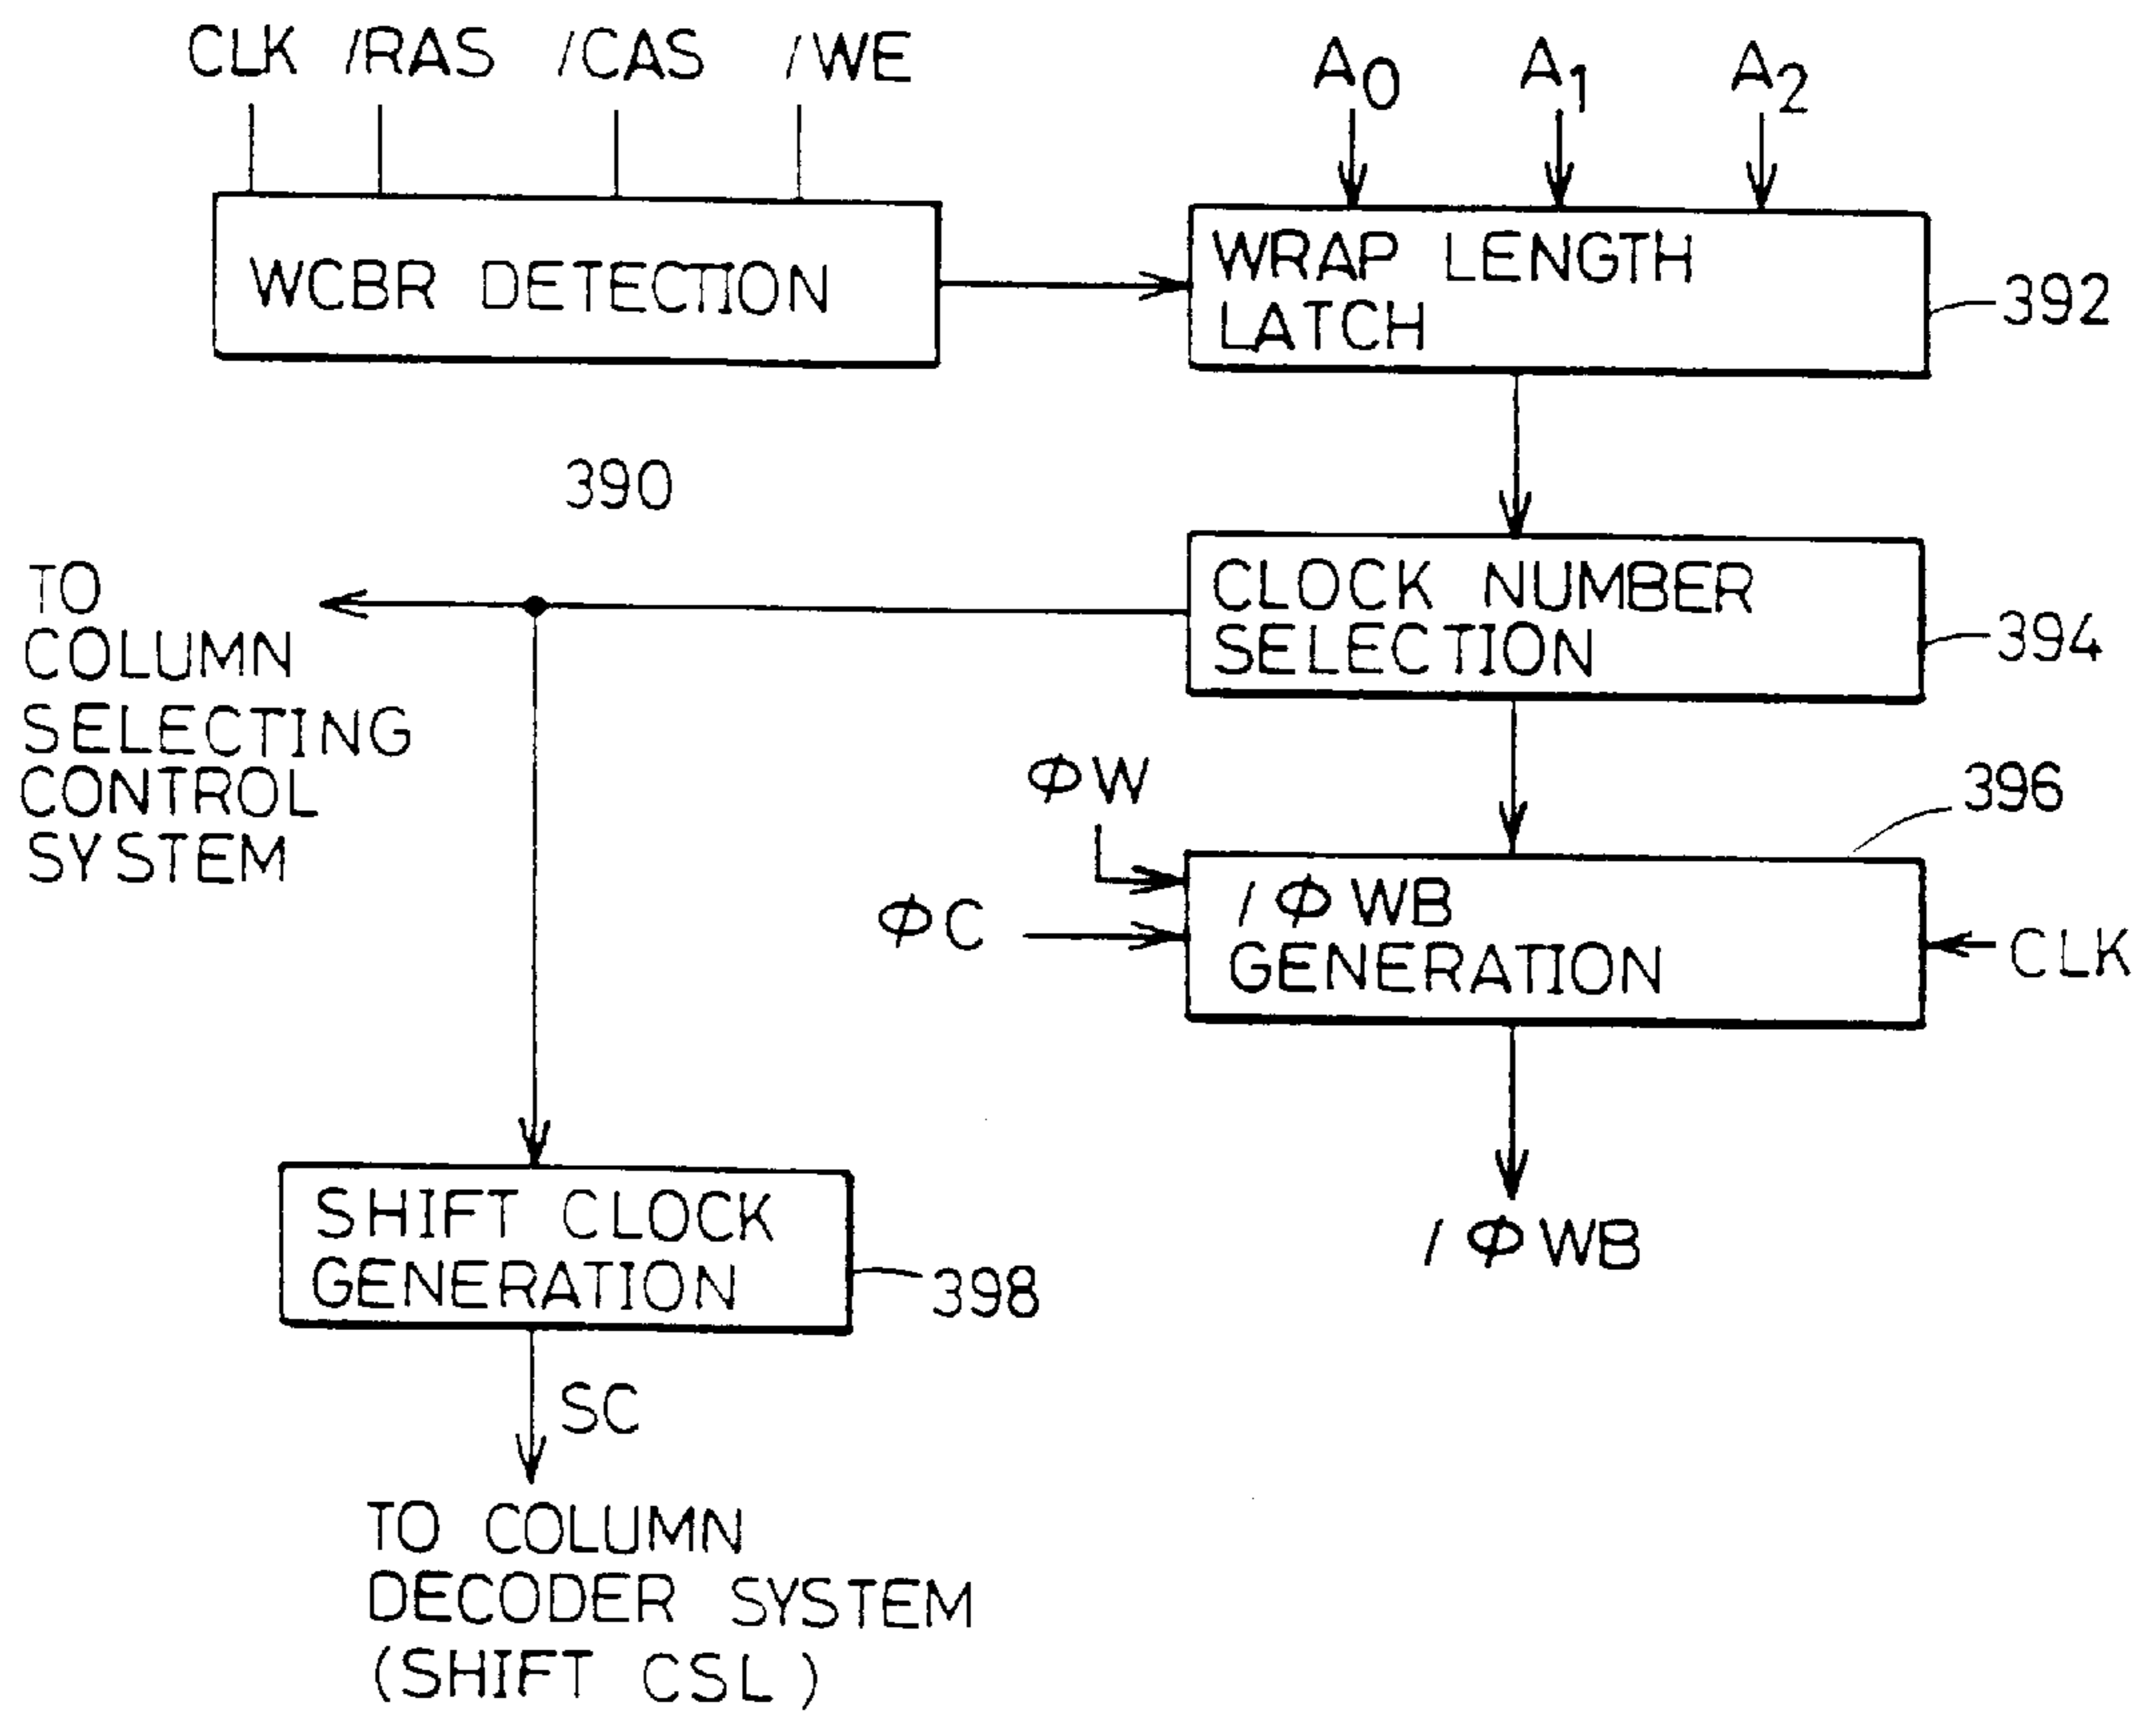 CLK /RAS /CAS /WE
A0 A1 A2
WCBR DETECTION
WRAP LENGTH
LATCH
392
390
TO
COLUMN
SELECTING
CONTROL
SYSTEM
CLOCK NUMBER
SELECTION
394
ΦW
396
ΦC
/ΦWB
GENERATION
CLK
SHIFT CLOCK
GENERATION
398
/ΦWB
SC
TO COLUMN
DECODER SYSTEM
(SHIFT CSL)